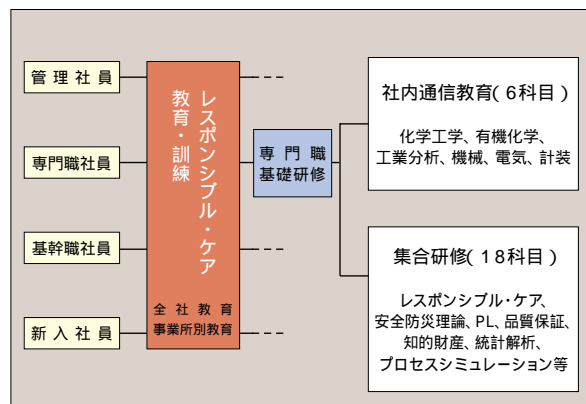 管理社員
専門職社員
基幹職社員
新入社員
レスポンシブル・ケア
教育・訓練
全社教育
事業所別教育
専門職
基礎研修
社内通信教育(6科目)
化学工学、有機化学、
工業分析、機械、電気、計装
集合研修(18科目)
レスポンシブル・ケア、
安全防災理論、PL、品質保証、
知的財産、統計解析、
プロセスシミュレーション等